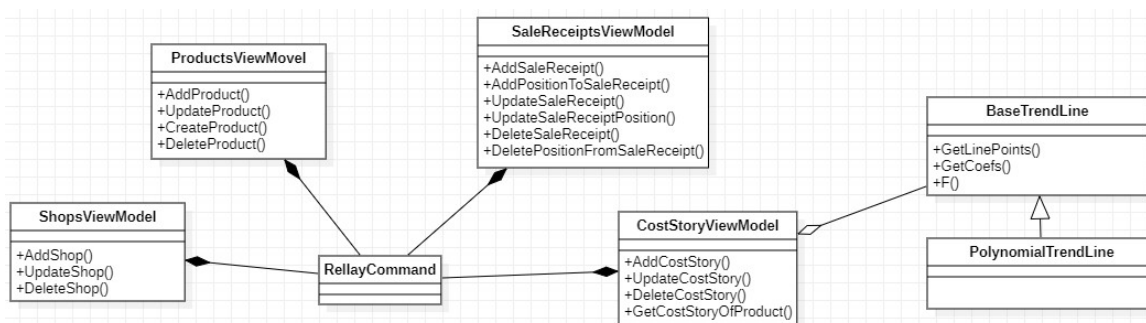 ProductsViewMovel
+AddProduct()
+UpdateProduct()
+CreateProduct()
+DeleteProduct()
SaleReceiptsViewModel
+AddSaleReceipt()
+AddPositionToSaleReceipt()
+UpdateSaleReceipt()
+UpdateSaleReceiptPosition()
+DeleteSaleReceipt()
+DeletePositionFromSaleReceipt()
BaseTrendLine
+GetLinePoints()
+GetCoefs()
+F()
ShopsViewModel
+AddShop()
+UpdateShop()
+DeleteShop()
RellayCommand
CostStoryViewModel
+AddCostStory()
+UpdateCostStory()
+DeleteCostStory()
+GetCostStoryOfProduct()
PolynomialTrendLine